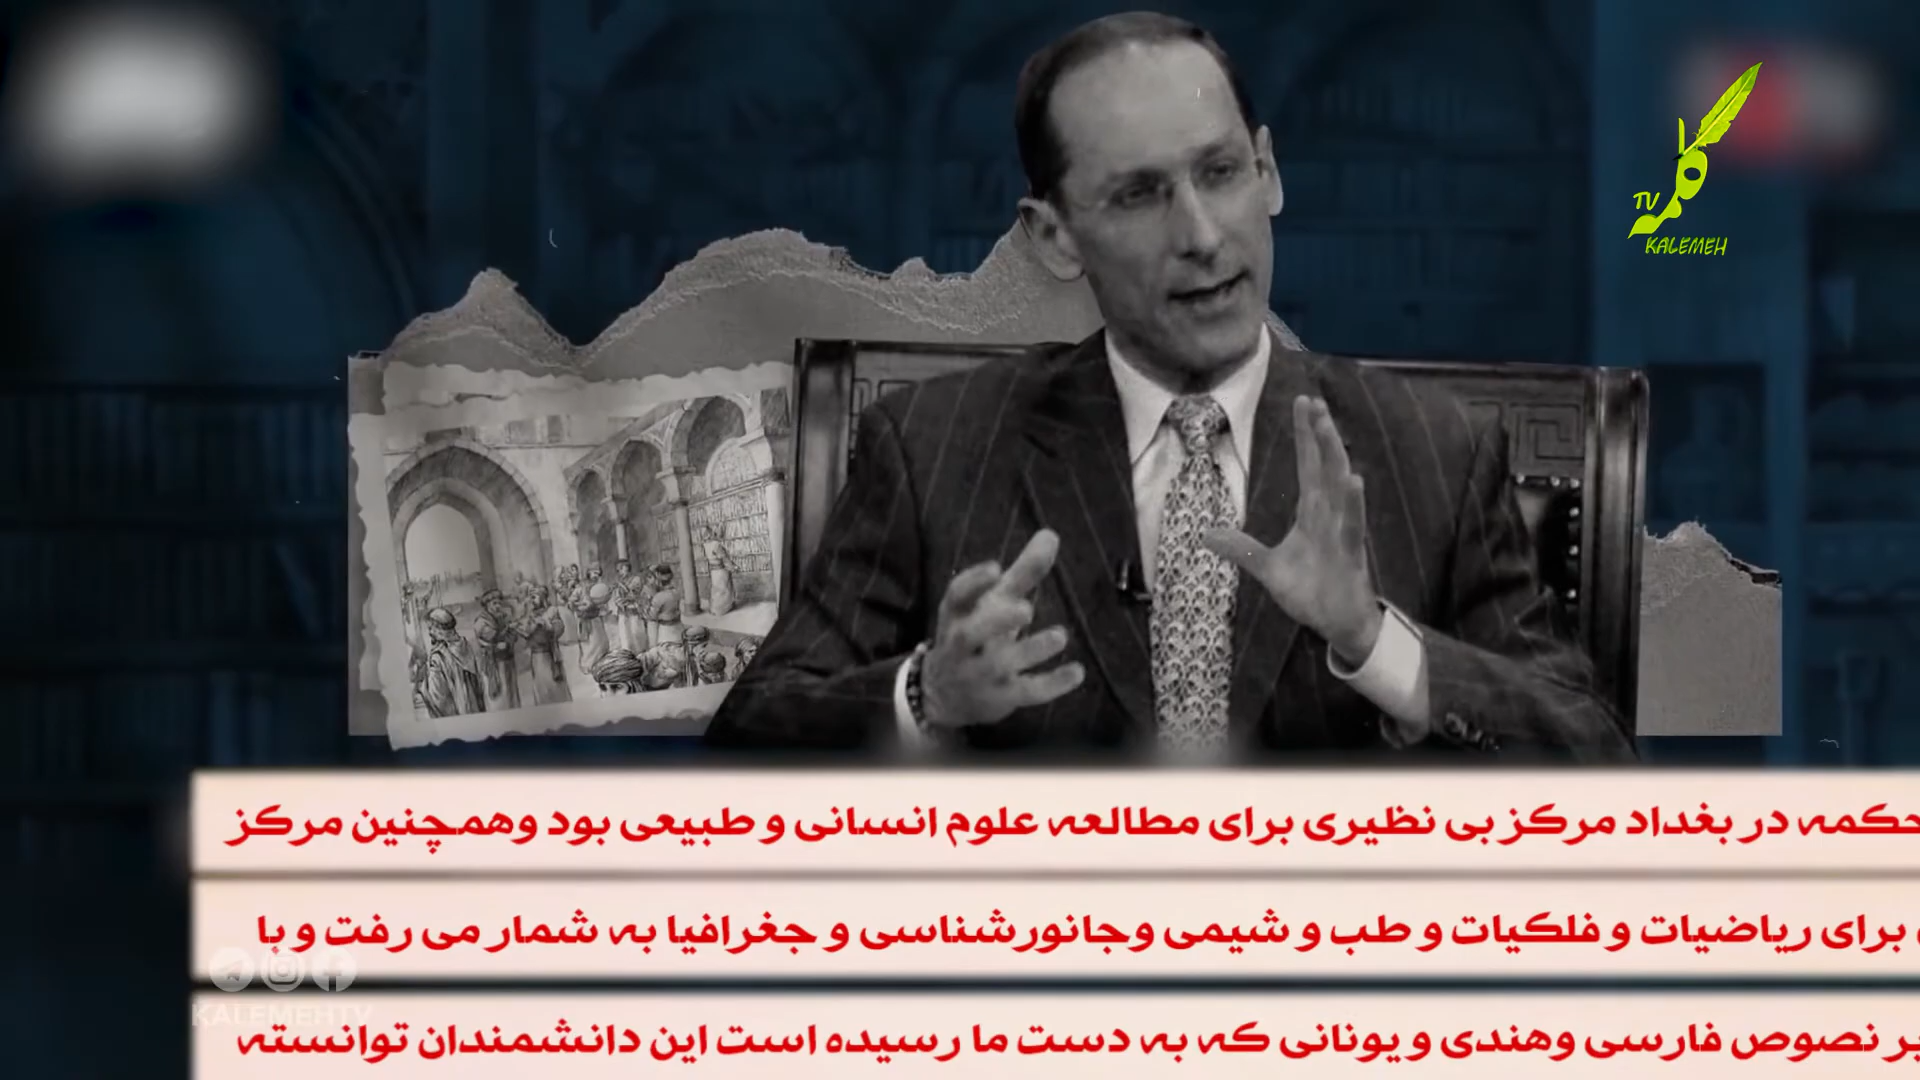 TV
KALEMEH
حکمه در بغداد مرکز بی نظیری برای مطالعه علوم انسانی و طبیعی بود وهمچنین مرکز
برای ریاضیات و فلکیات و طب و شیمی وجانورشناسی و جغرافیا به شمار می رفت و با
نصوص فارسی وهندی و یونانی که به دست ما رسیده است این دانشمندان توانسته
KALEMEHTV